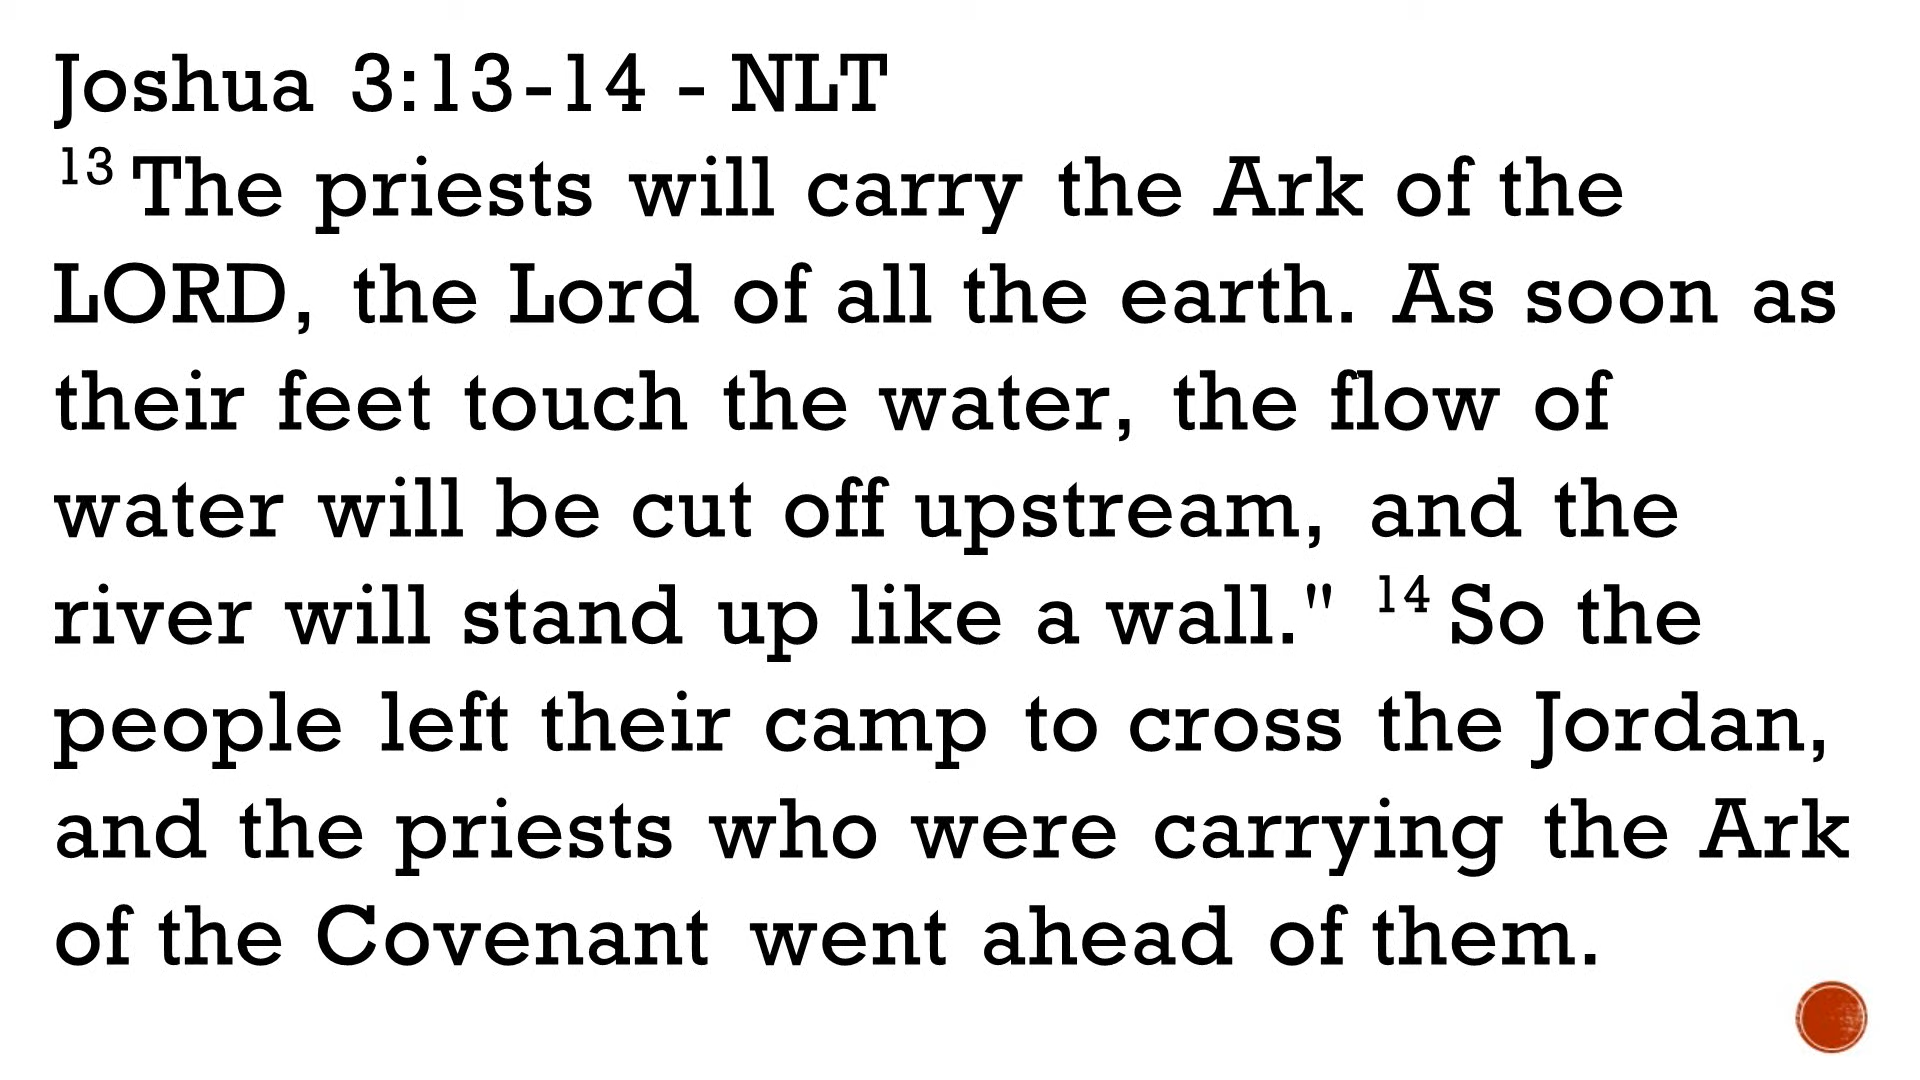 Joshua 3:13-14 - NLT
13 The priests will carry the Ark of the
LORD, the Lord of all the earth. As soon as
their feet touch the water, the flow of
water will be cut off upstream, and the
river will stand up like a wall." 14 So the
people left their camp to cross the Jordan,
and the priests who were carrying the Ark
of the Covenant went ahead of them.